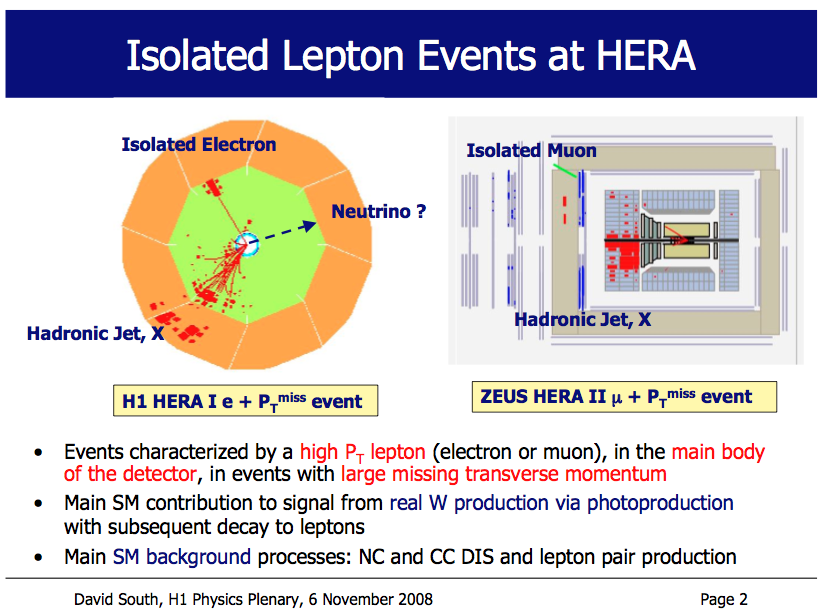 Isolated Lepton Events at HERA
Isolated Electron
Neutrino ?
Hadronic Jet, X
H1 HERA I e + P_T^miss event
Isolated Muon
Hadronic Jet, X
ZEUS HERA II μ + P_T^miss event
• Events characterized by a high P_T lepton (electron or muon), in the main body
of the detector, in events with large missing transverse momentum
• Main SM contribution to signal from real W production via photoproduction
with subsequent decay to leptons
• Main SM background processes: NC and CC DIS and lepton pair production
David South, H1 Physics Plenary, 6 November 2008
Page 2